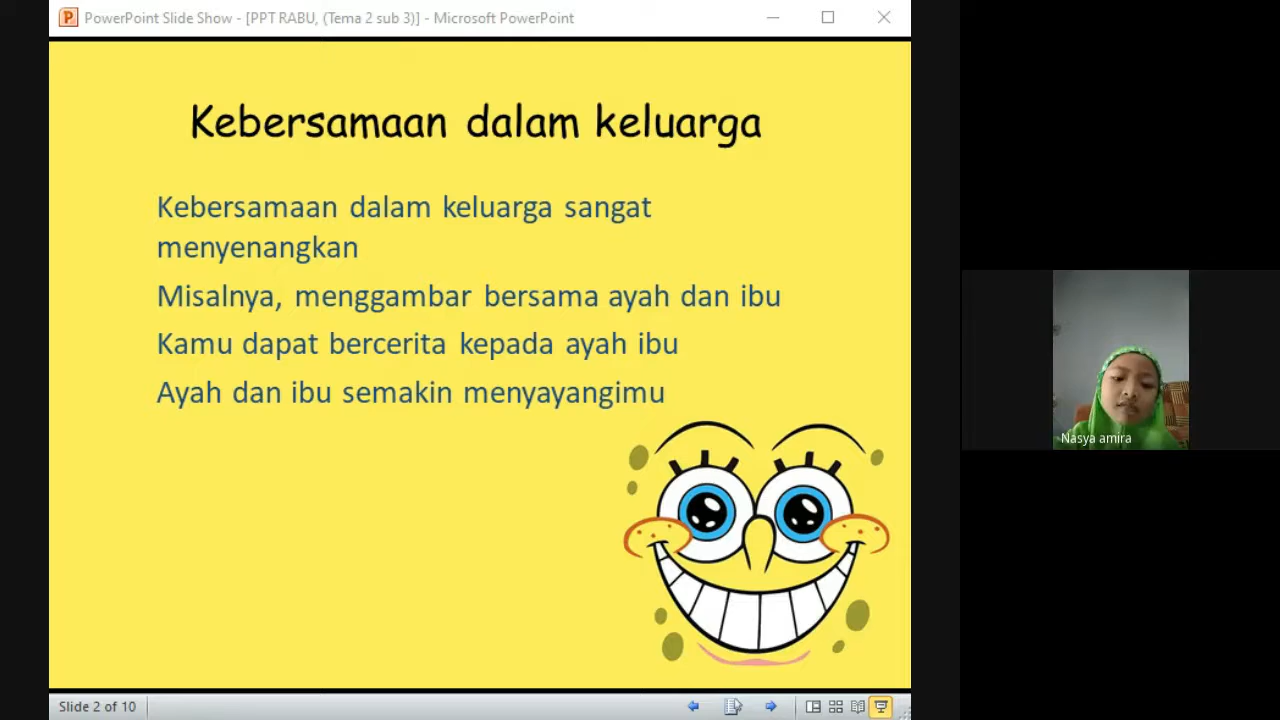 PowerPoint Slide Show - [PPT RABU, (Tema 2 sub 3)] - Microsoft PowerPoint
Kebersamaan dalam keluarga
Kebersamaan dalam keluarga sangat
menyenangkan
Misalnya, menggambar bersama ayah dan ibu
Kamu dapat bercerita kepada ayah ibu
Ayah dan ibu semakin menyayangimu
Nasya amira
Slide 2 of 10